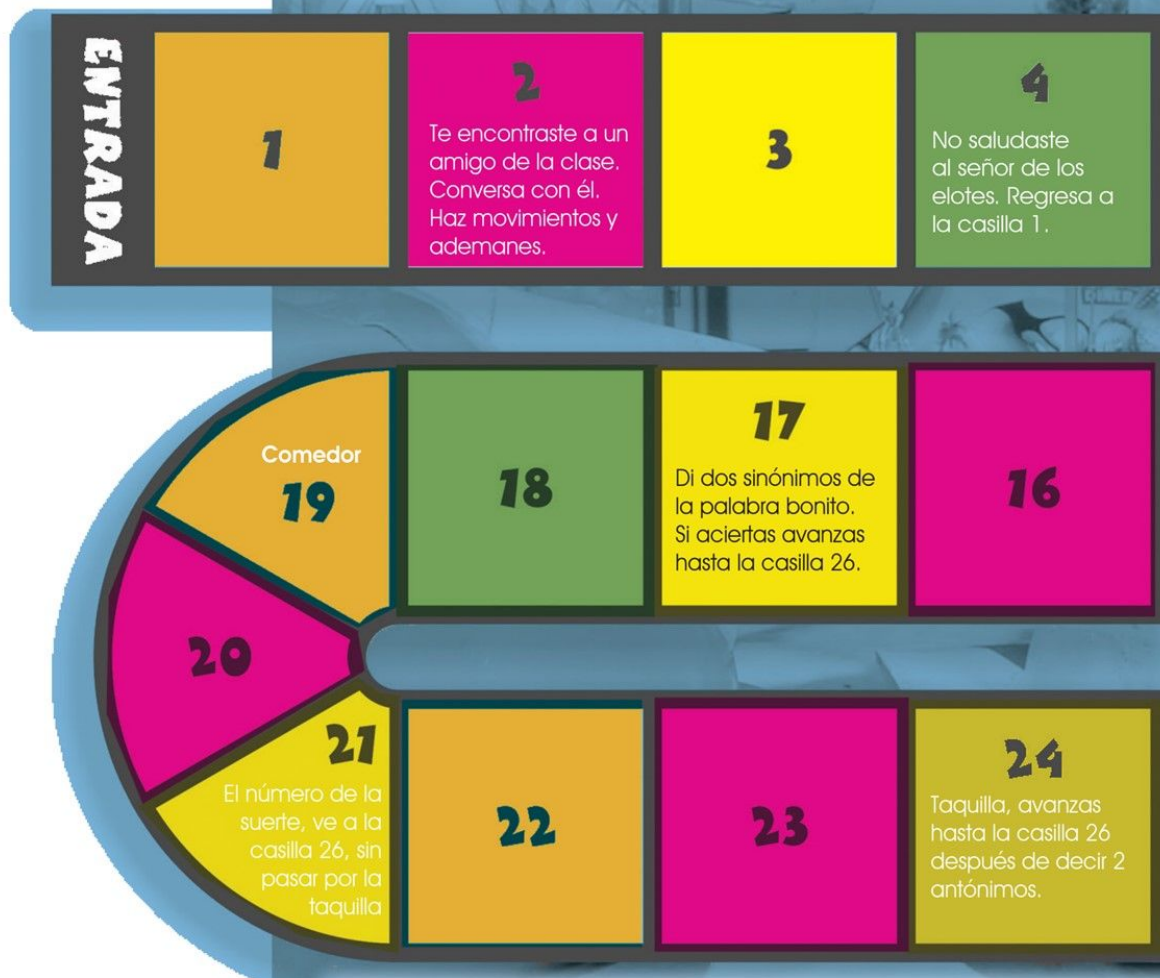 ENTRADA
1
2
Te encontraste a un
amigo de la clase.
Conversa con él.
Haz movimientos y
ademanes.
3
4
No saludaste
al señor de los
elotes. Regresa a
la casilla 1.
Comedor
19
18
17
Di dos sinónimos de
la palabra bonito.
Si aciertas avanzas
hasta la casilla 26.
16
20
21
El número de la
suerte, ve a la
casilla 26, sin
pasar por la
taquilla
22
23
24
Taquilla, avanzas
hasta la casilla 26
después de decir 2
antónimos.